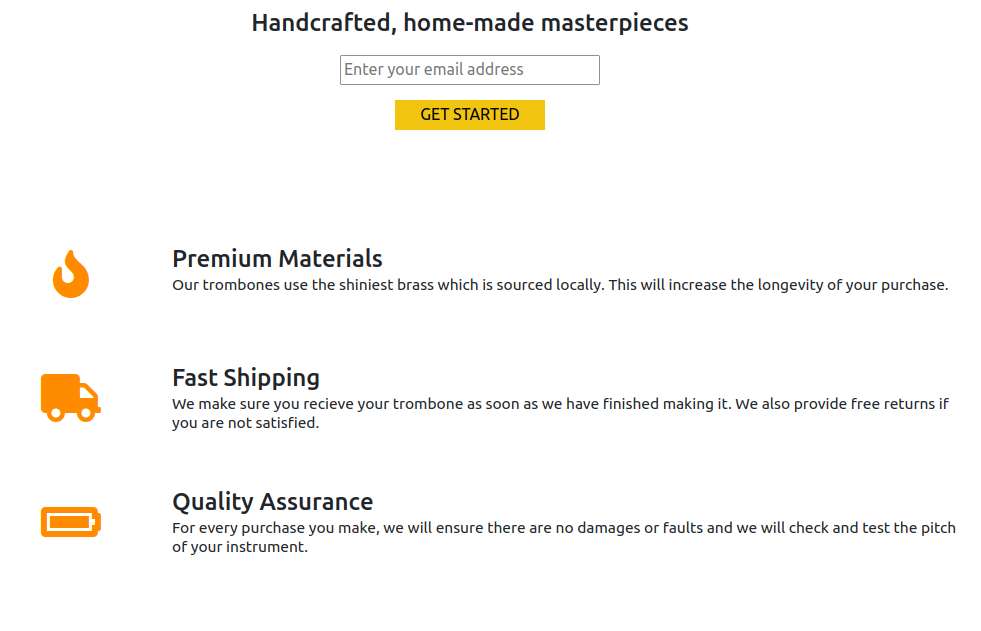 Handcrafted, home-made masterpieces
Enter your email address
GET STARTED
Premium Materials
Our trombones use the shiniest brass which is sourced locally. This will increase the longevity of your purchase.
Fast Shipping
We make sure you recieve your trombone as soon as we have finished making it. We also provide free returns if
you are not satisfied.
Quality Assurance
For every purchase you make, we will ensure there are no damages or faults and we will check and test the pitch
of your instrument.